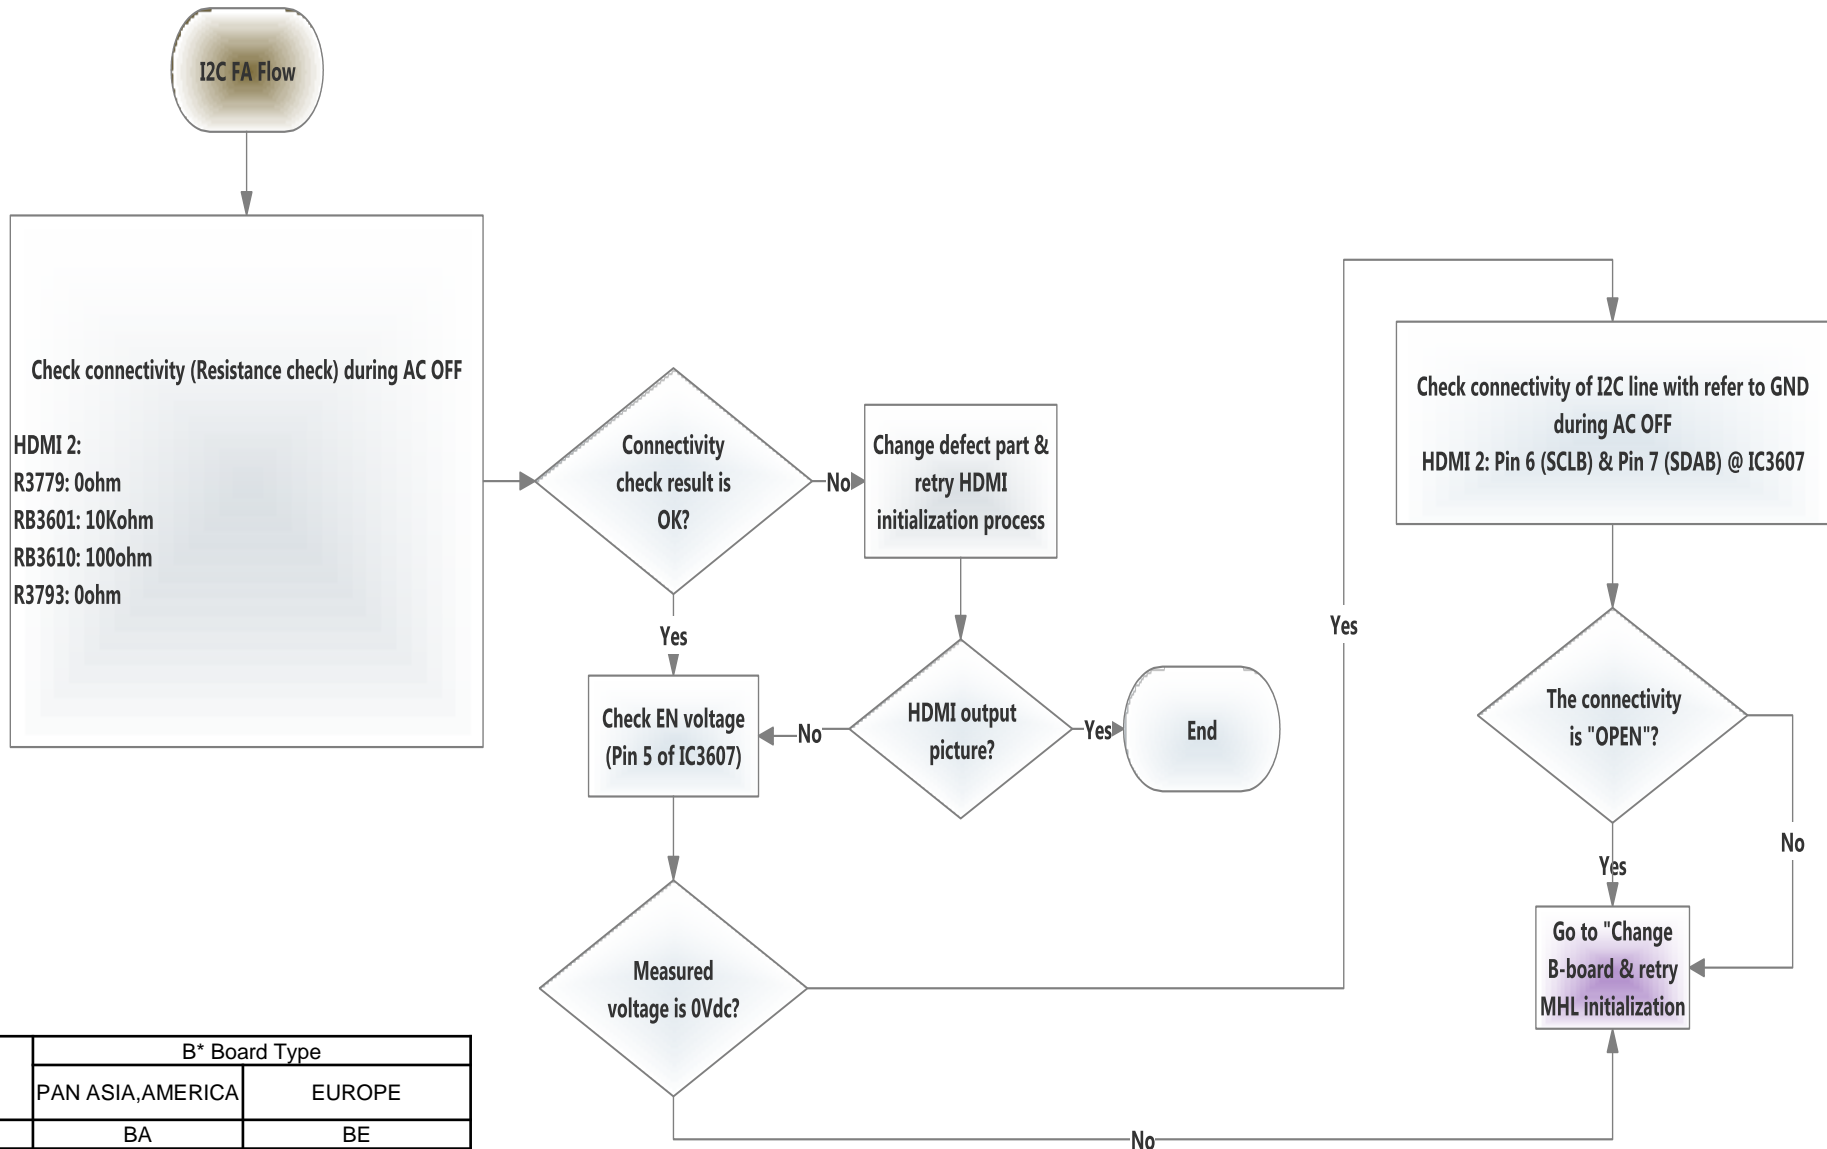 I2C FA Flow
Check connectivity (Resistance check) during AC OFF
HDMI 2:
R3779: 0ohm
RB3601: 10Kohm
RB3610: 100ohm
R3793: 0ohm
Connectivity
check result is
OK?
No
Change defect part &
retry HDMI
initialization process
Yes
Check EN voltage
(Pin 5 of IC3607)
No
HDMI output
picture?
Yes
End
Measured
voltage is 0Vdc?
Yes
No
Check connectivity of I2C line with refer to GND
during AC OFF
HDMI 2: Pin 6 (SCLB) & Pin 7 (SDAB) @ IC3607
The connectivity
is "OPEN"?
No
Yes
Go to "Change
B-board & retry
MHL initialization
B* Board Type
PAN ASIA,AMERICA
EUROPE
BA
BE